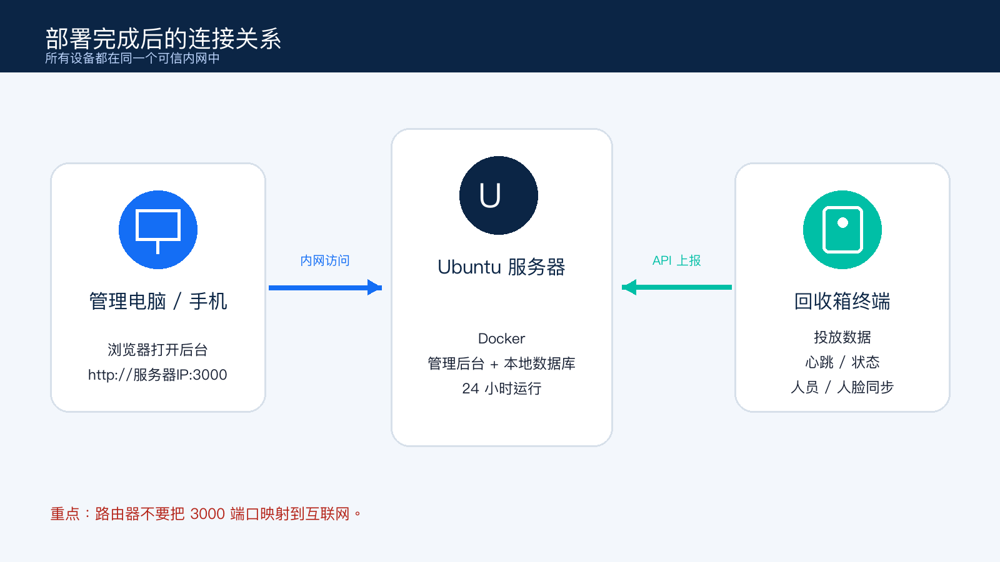 部署完成后的连接关系
所有设备都在同一个可信内网中
管理电脑 / 手机
浏览器打开后台
http://服务器IP:3000
内网访问
U
Ubuntu 服务器
Docker
管理后台 + 本地数据库
24 小时运行
API 上报
回收箱终端
投放数据
心跳 / 状态
人员 / 人脸同步
重点：路由器不要把 3000 端口映射到互联网。